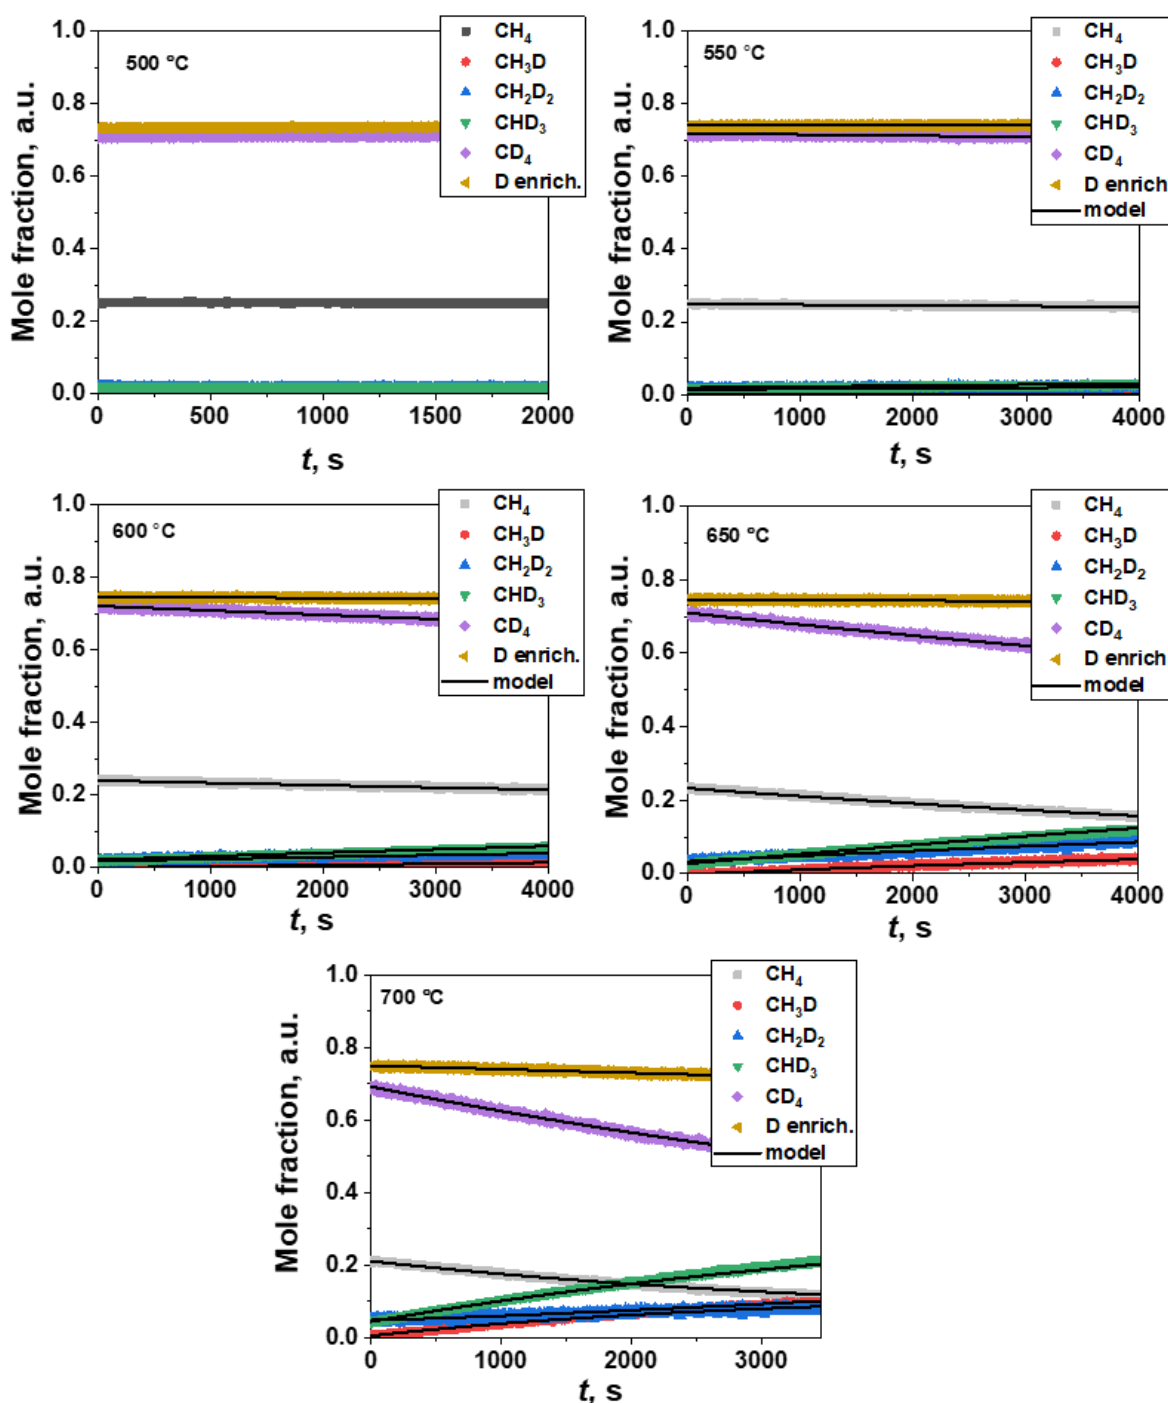 Mole fraction, a.u.
1.0
0.8
0.6
0.4
0.2
0.0
500 °C
CH₄
CH₃D
CH₂D₂
CHD₃
CD₄
D enrich.
0 500 1000 1500 2000
t, s
Mole fraction, a.u.
1.0
0.8
0.6
0.4
0.2
0.0
550 °C
CH₄
CH₃D
CH₂D₂
CHD₃
CD₄
D enrich
model
0 1000 2000 3000 4000
t, s
Mole fraction, a.u.
1.0
0.8
0.6
0.4
0.2
0.0
600 °C
CH₄
CH₃D
CH₂D₂
CHD₃
CD₄
D enrich.
model
0 1000 2000 3000 4000
t, s
Mole fraction, a.u.
1.0
0.8
0.6
0.4
0.2
0.0
650 °C
CH₄
CH₃D
CH₂D₂
CHD₃
CD₄
D enrich
model
0 1000 2000 3000 4000
t, s
Mole fraction, a.u.
1.0
0.8
0.6
0.4
0.2
0.0
700 °C
CH₄
CH₃D
CH₂D₂
CHD₃
CD₄
D enrich.
model
0 1000 2000 3000
t, s